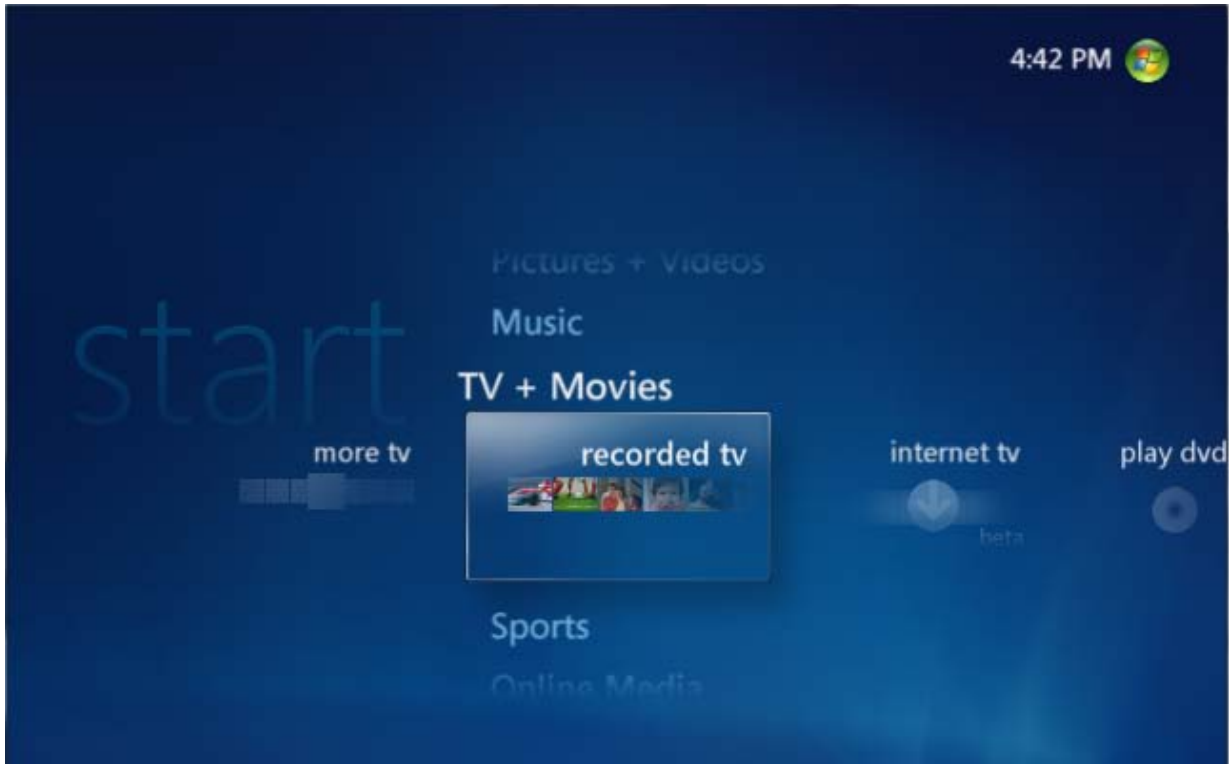 4:42 PM
Pictures + Videos
start
Music
TV + Movies
more tv
recorded tv
internet tv
play dvd
beta
Sports
Online Media